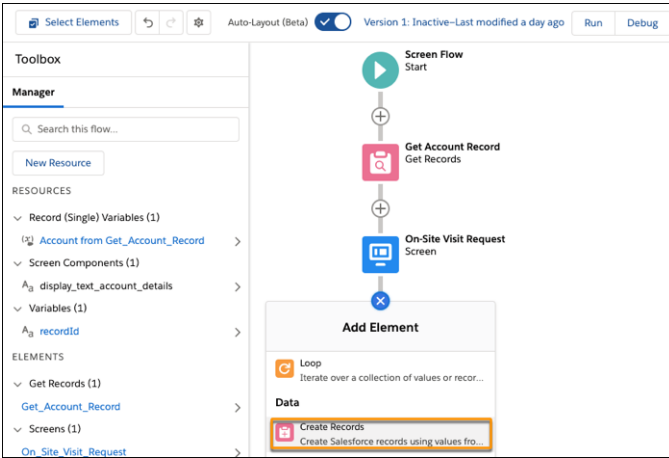 Select Elements
Auto-Layout (Beta)
Version 1: Inactive—Last modified a day ago
Run
Debug
Toolbox
Manager
Search this flow...
New Resource
RESOURCES
Record (Single) Variables (1)
Account from Get_Account_Record
Screen Components (1)
Aa display_text_account_details
Variables (1)
Aa recordId
ELEMENTS
Get Records (1)
Get_Account_Record
Screens (1)
On_Site_Visit_Request
Screen Flow
Start
Get Account Record
Get Records
On-Site Visit Request
Screen
Add Element
Loop
Iterate over a collection of values or recor...
Data
Create Records
Create Salesforce records using values fro...